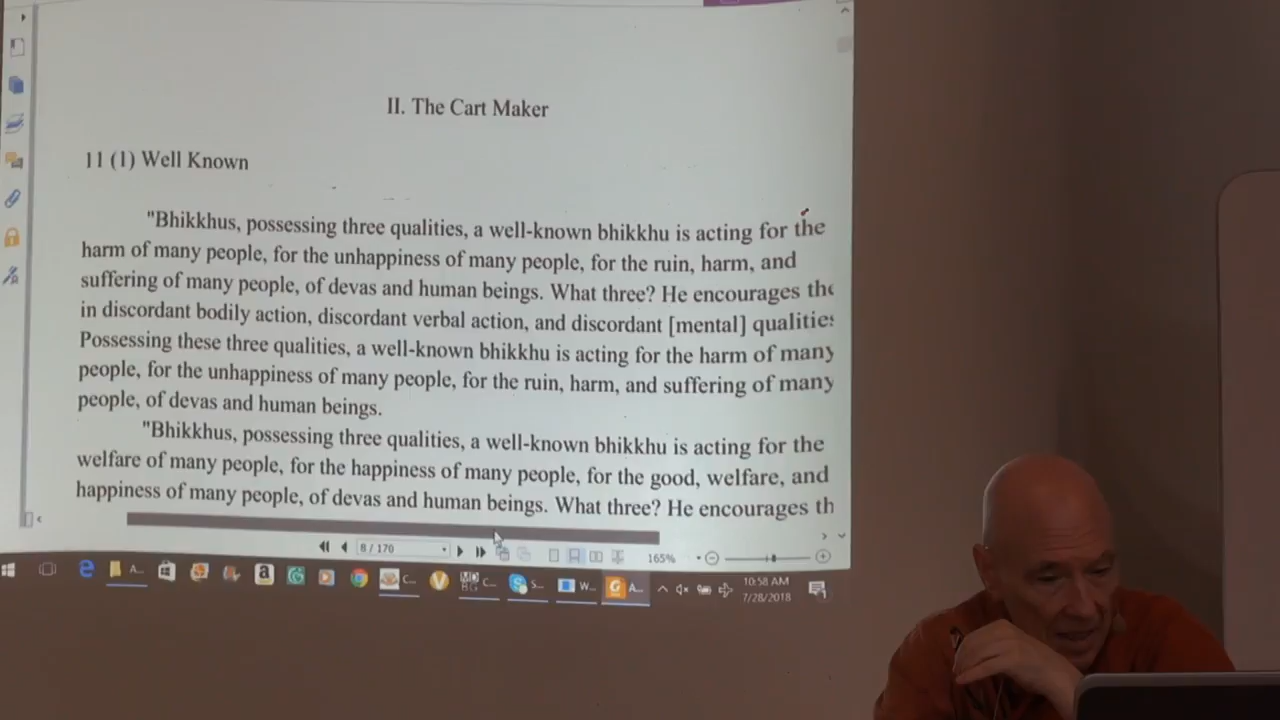 II. The Cart Maker
11 (1) Well Known
"Bhikkhus, possessing three qualities, a well-known bhikkhu is acting for the
harm of many people, for the unhappiness of many people, for the ruin, harm, and
suffering of many people, of devas and human beings. What three? He encourages the
in discordant bodily action, discordant verbal action, and discordant [mental] qualities
Possessing these three qualities, a well-known bhikkhu is acting for the harm of many
people, for the unhappiness of many people, for the ruin, harm, and suffering of many
people, of devas and human beings.
"Bhikkhus, possessing three qualities, a well-known bhikkhu is acting for the
welfare of many people, for the happiness of many people, for the good, welfare, and
happiness of many people, of devas and human beings. What three? He encourages th
8 / 170
165%
A...
C...
C...
S...
W...
A...
10:58 AM
7/28/2018